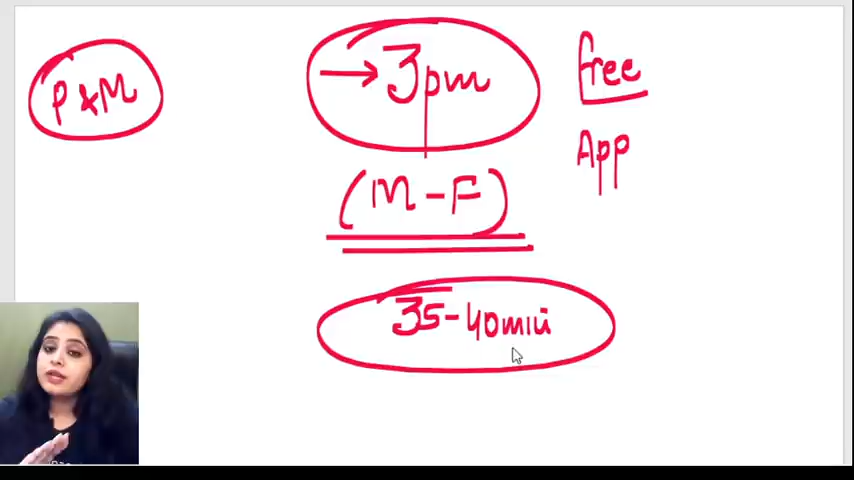 P & M
→ 3pm
free
App
(M-F)
35-40min